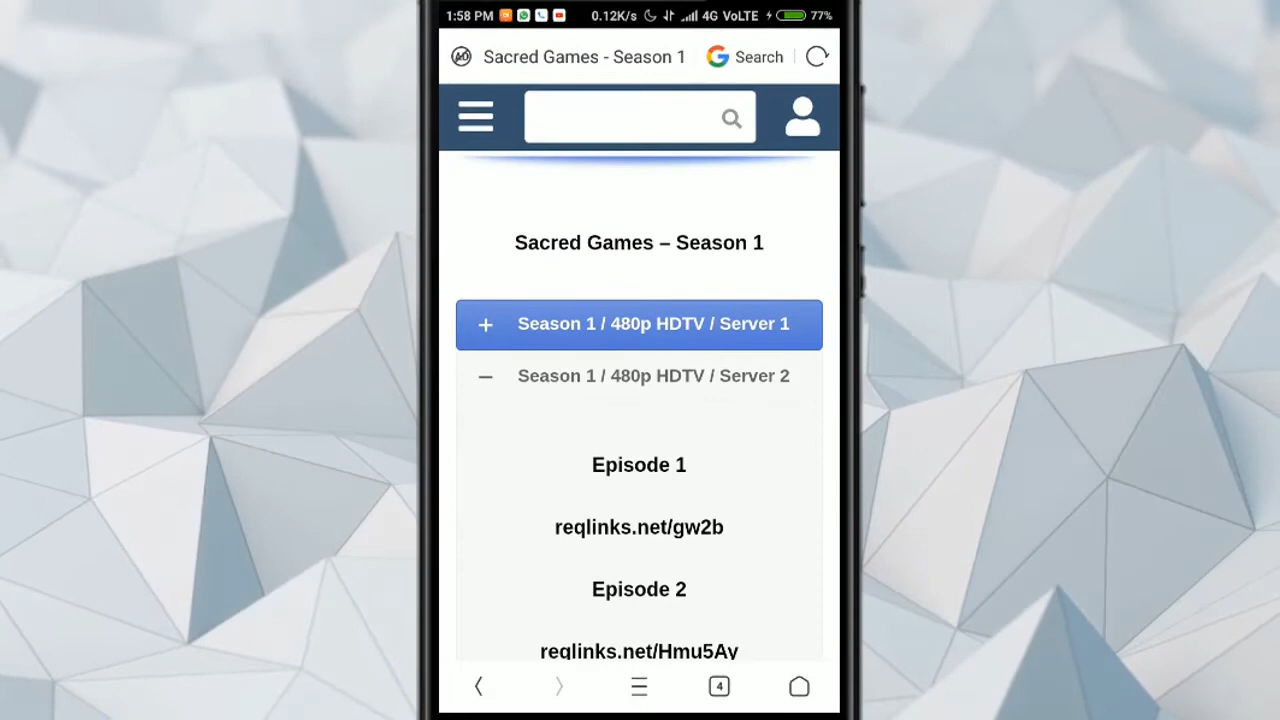 1:58 PM 0.12K/s 4G VoLTE 77%
Sacred Games - Season 1 Search
Sacred Games – Season 1
+ Season 1 / 480p HDTV / Server 1
– Season 1 / 480p HDTV / Server 2
Episode 1
reqlinks.net/gw2b
Episode 2
reqlinks.net/Hmu5Ay
4